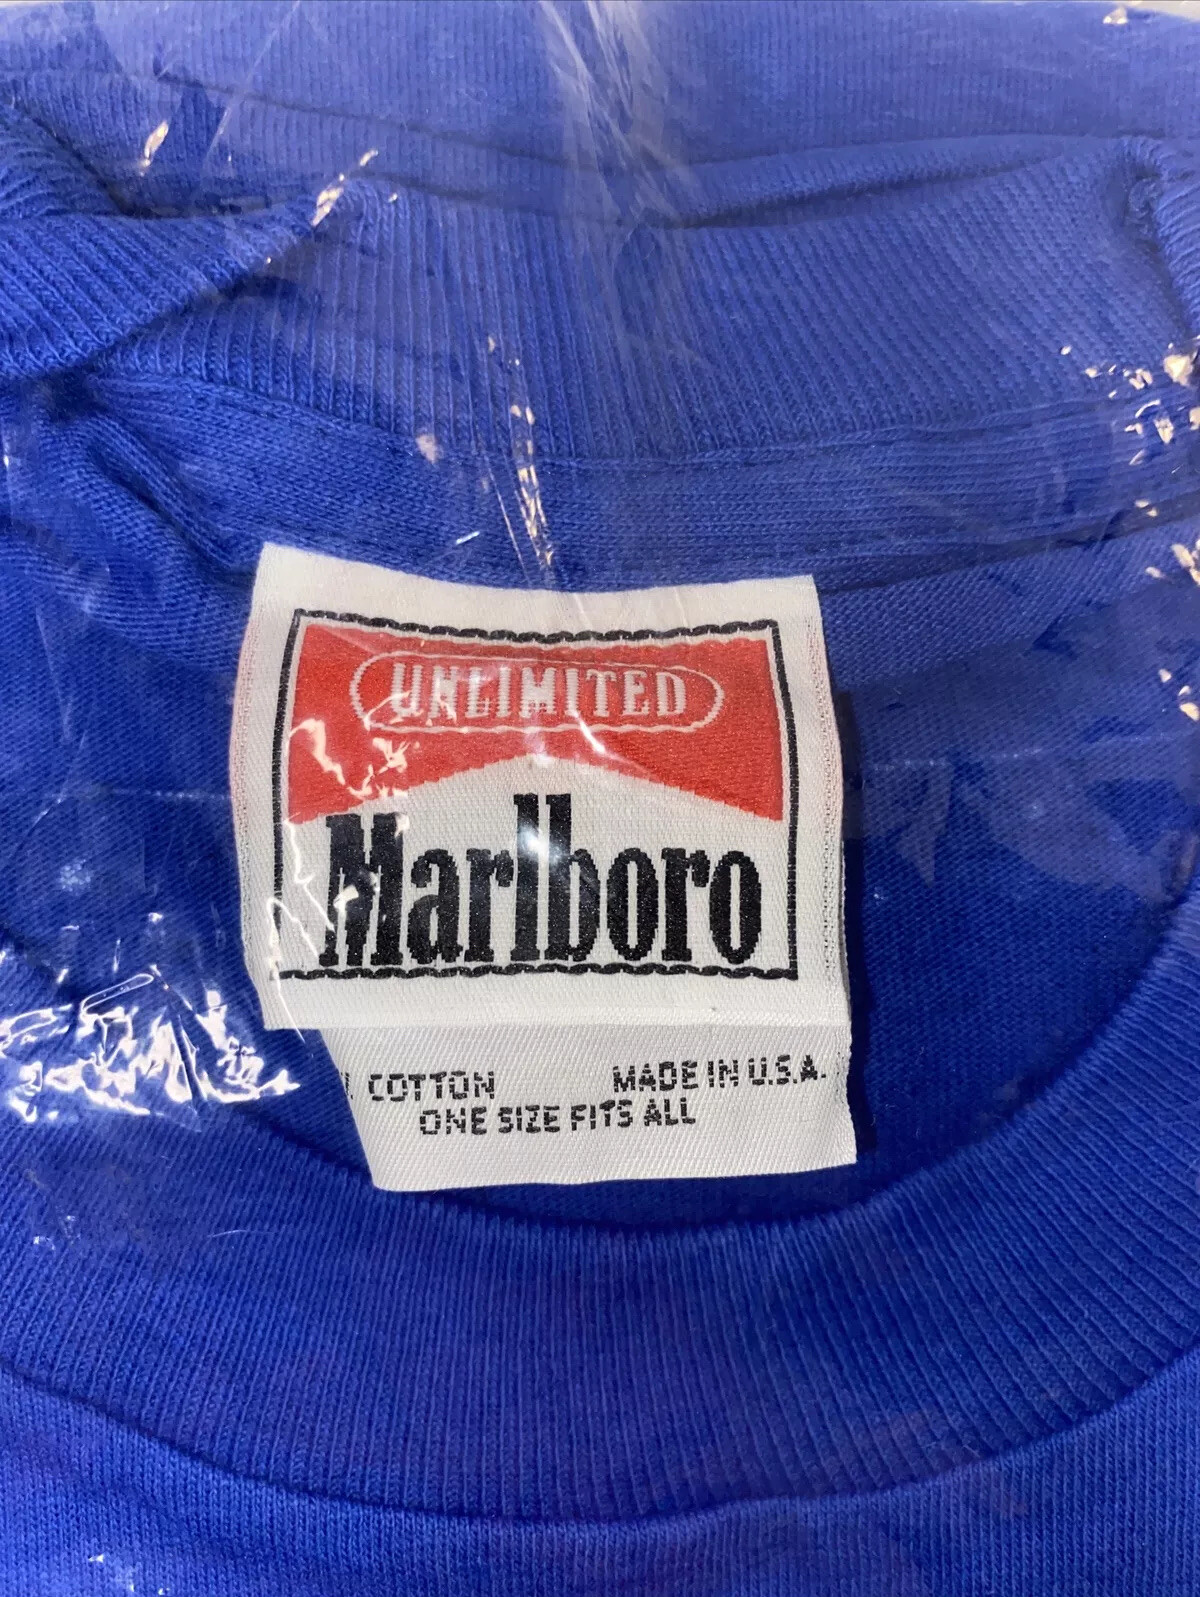 UNLIMITED
Marlboro
COTTON MADE IN U.S.A.
ONE SIZE FITS ALL